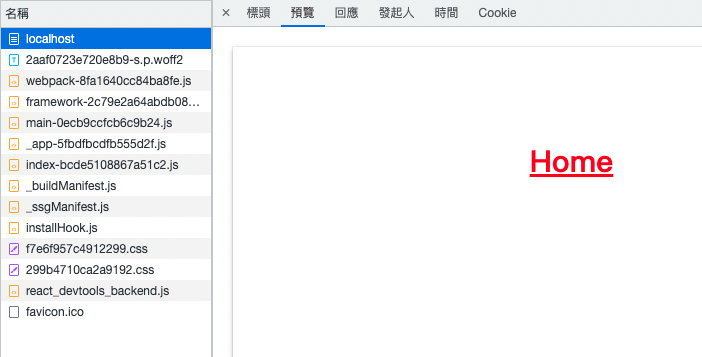 名稱
× 標頭 預覽 回應 發起人 時間 Cookie
localhost
2aaf0723e720e8b9-s.p.woff2
webpack-8fa1640cc84ba8fe.js
framework-2c79e2a64abdb08…
main-0ecb9ccfcb6c9b24.js
_app-5fbdfbcdfb555d2f.js
index-bcde5108867a51c2.js
_buildManifest.js
_ssgManifest.js
installHook.js
f7e6f957c4912299.css
299b4710ca2a9192.css
react_devtools_backend.js
favicon.ico
Home